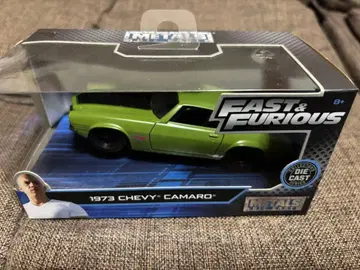 METALS
FAST &
FURIOUS
8+
DIE CAST
1973 CHEVY CAMARO
METALS